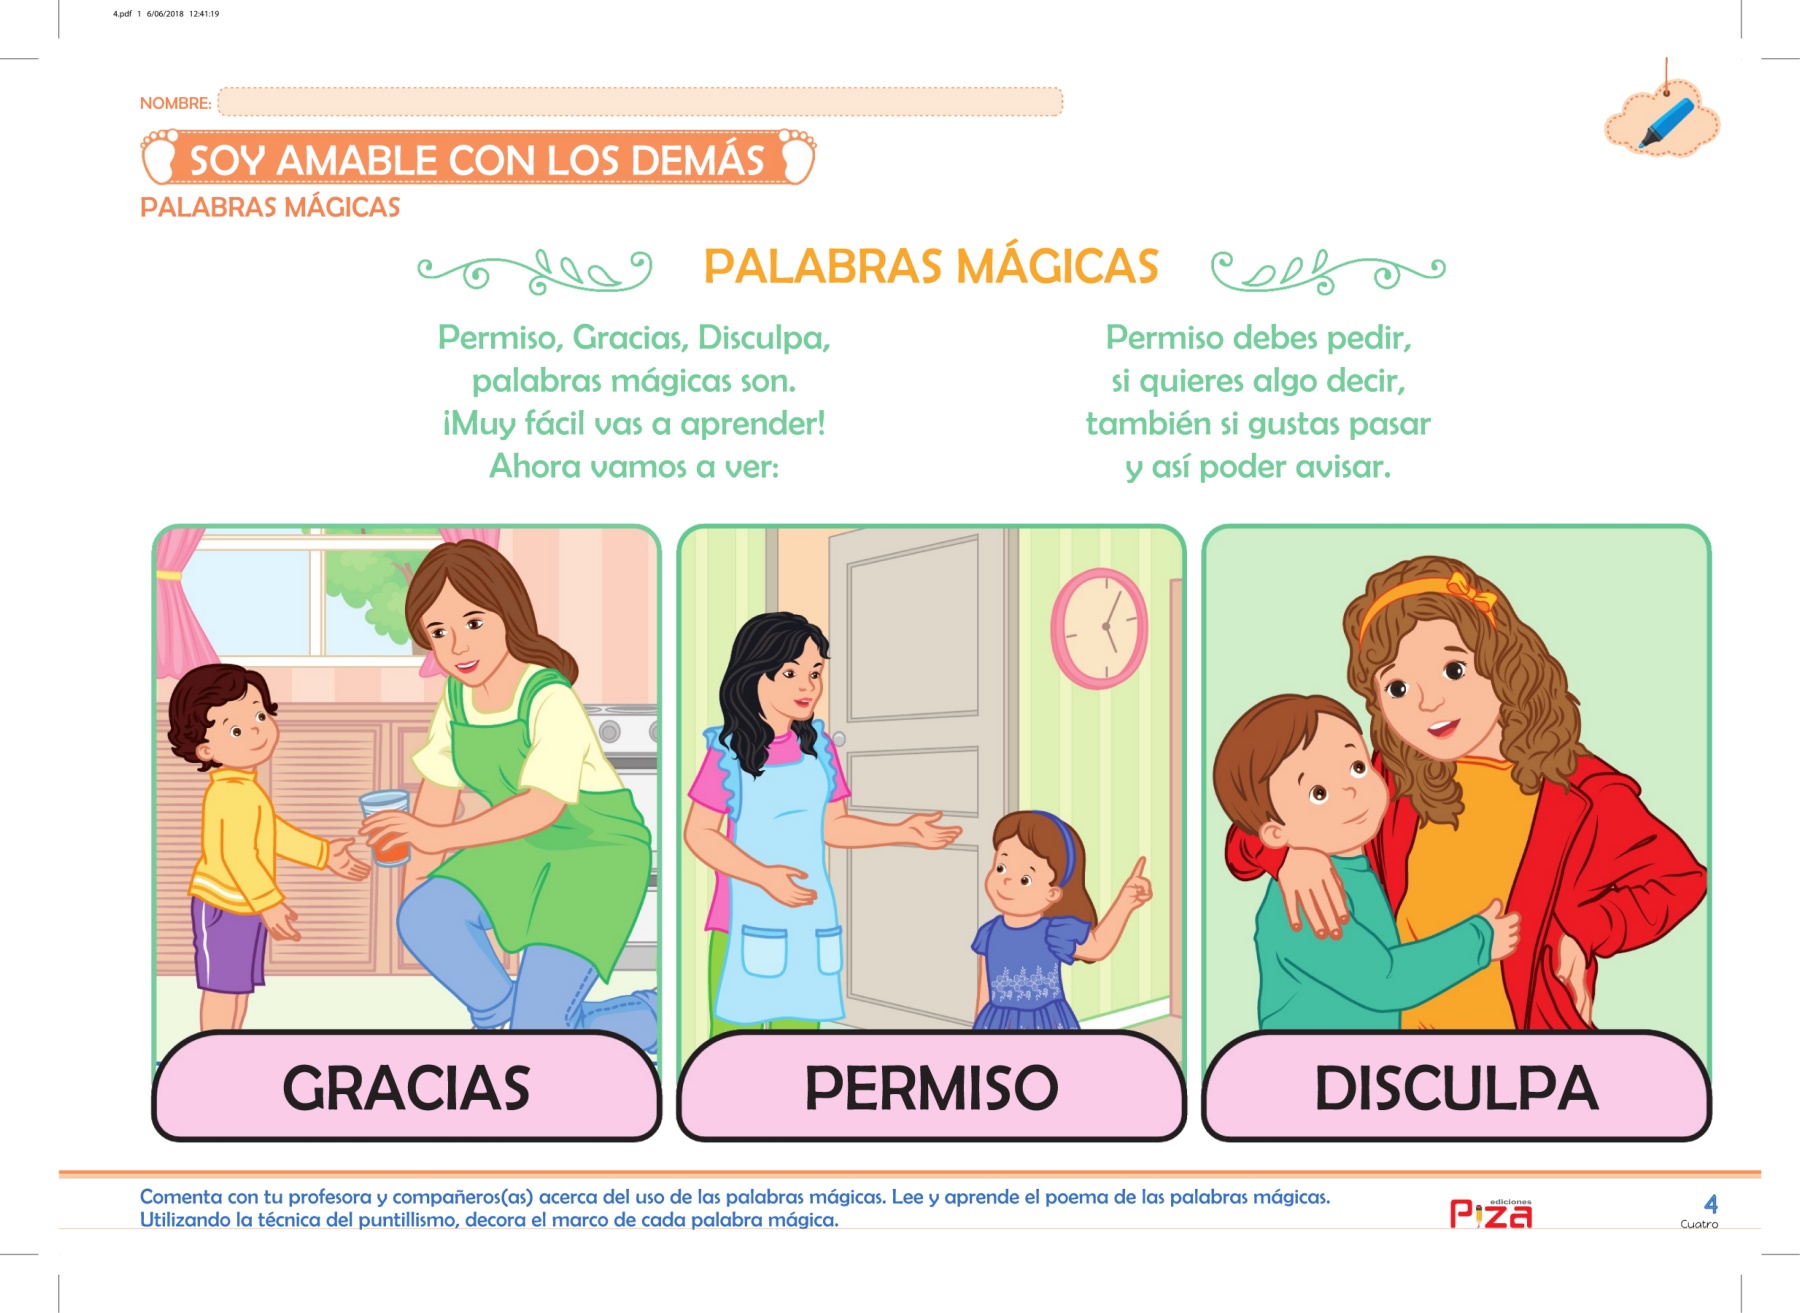 4.pdf 1 6/06/2018 12:41:19
NOMBRE:
SOY AMABLE CON LOS DEMÁS
PALABRAS MÁGICAS
PALABRAS MÁGICAS
Permiso, Gracias, Disculpa,
palabras mágicas son.
¡Muy fácil vas a aprender!
Ahora vamos a ver:
Permiso debes pedir,
si quieres algo decir,
también si gustas pasar
y así poder avisar.
GRACIAS
PERMISO
DISCULPA
Comenta con tu profesora y compañeros(as) acerca del uso de las palabras mágicas. Lee y aprende el poema de las palabras mágicas.
Utilizando la técnica del puntillismo, decora el marco de cada palabra mágica.
ediciones
Piza
4
Cuatro